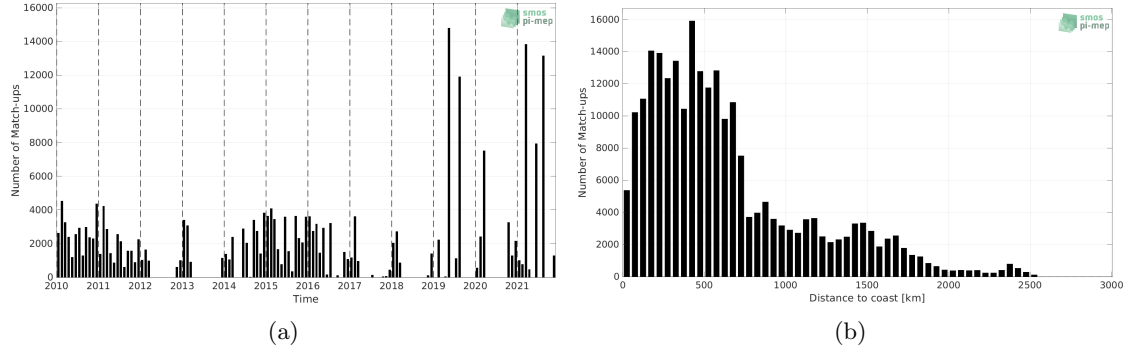 smos
pi-mep
16000
14000
12000
10000
8000
6000
4000
2000
0
Number of Match-ups
2010 2011 2012 2013 2014 2015 2016 2017 2018 2019 2020 2021
Time
(a)
smos
pi-mep
16000
14000
12000
10000
8000
6000
4000
2000
0
Number of Match-ups
0 500 1000 1500 2000 2500 3000
Distance to coast [km]
(b)